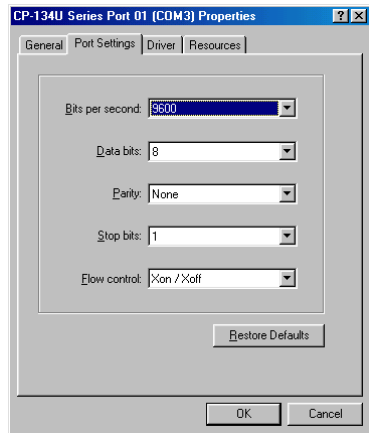 CP-134U Series Port 01 (COM3) Properties
General Port Settings Driver Resources
Bits per second: 9600
Data bits: 8
Parity: None
Stop bits: 1
Flow control: Xon / Xoff
Restore Defaults
OK Cancel